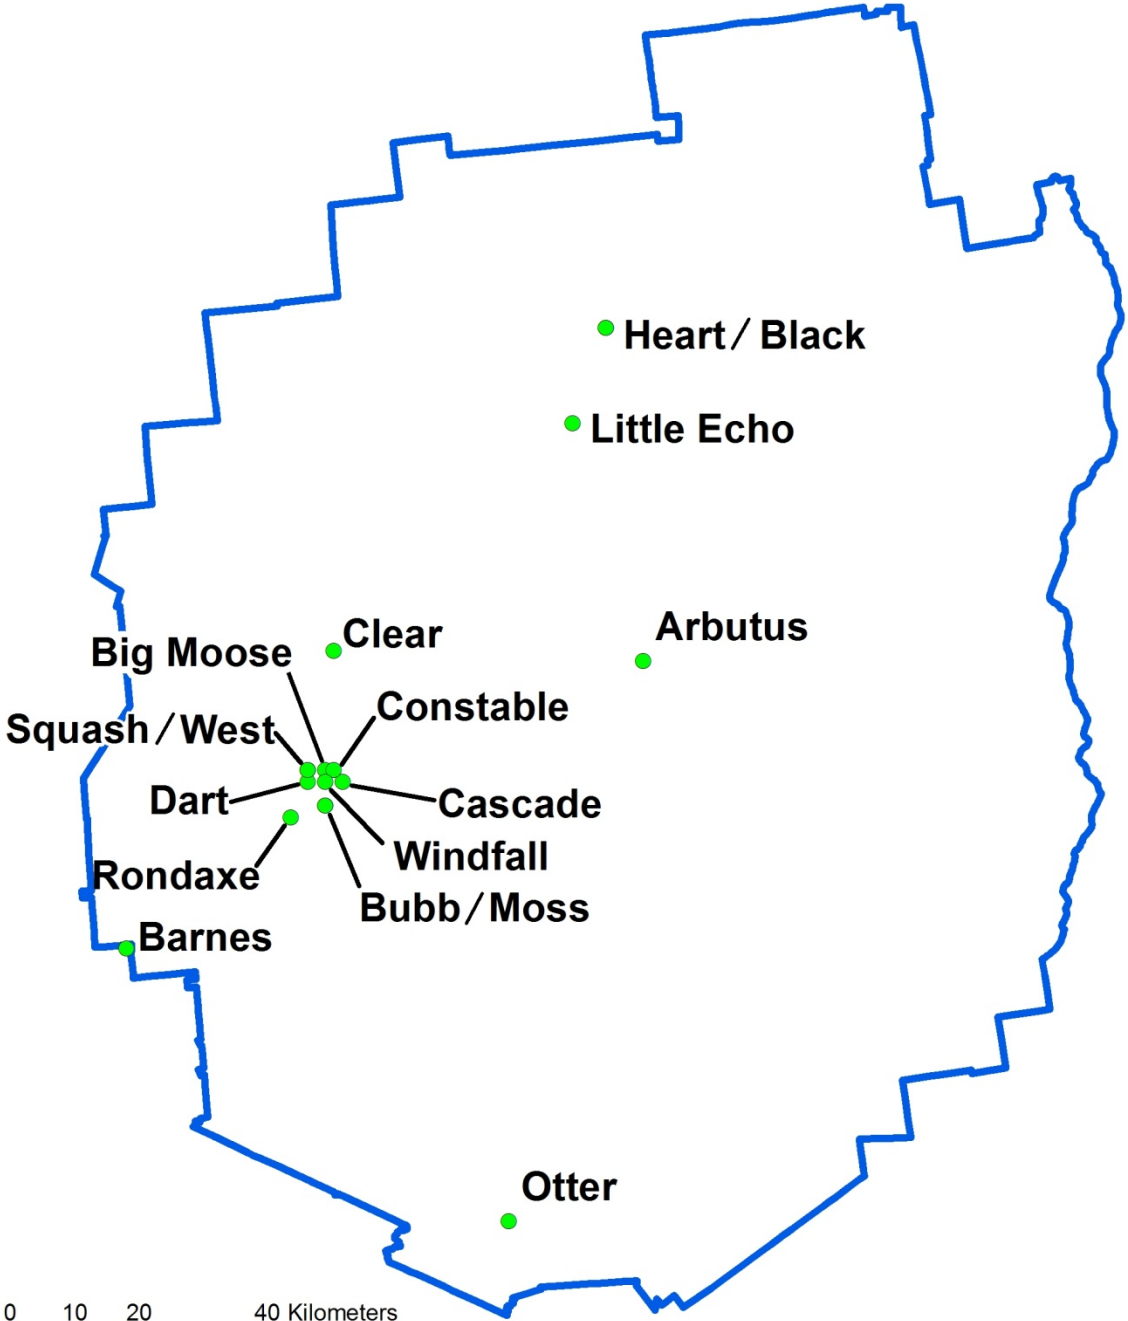 Heart / Black
Little Echo
Arbutus
Clear
Big Moose
Constable
Squash / West
Dart
Cascade
Windfall
Rondaxe
Bubb / Moss
Barnes
Otter
0 10 20 40 Kilometers